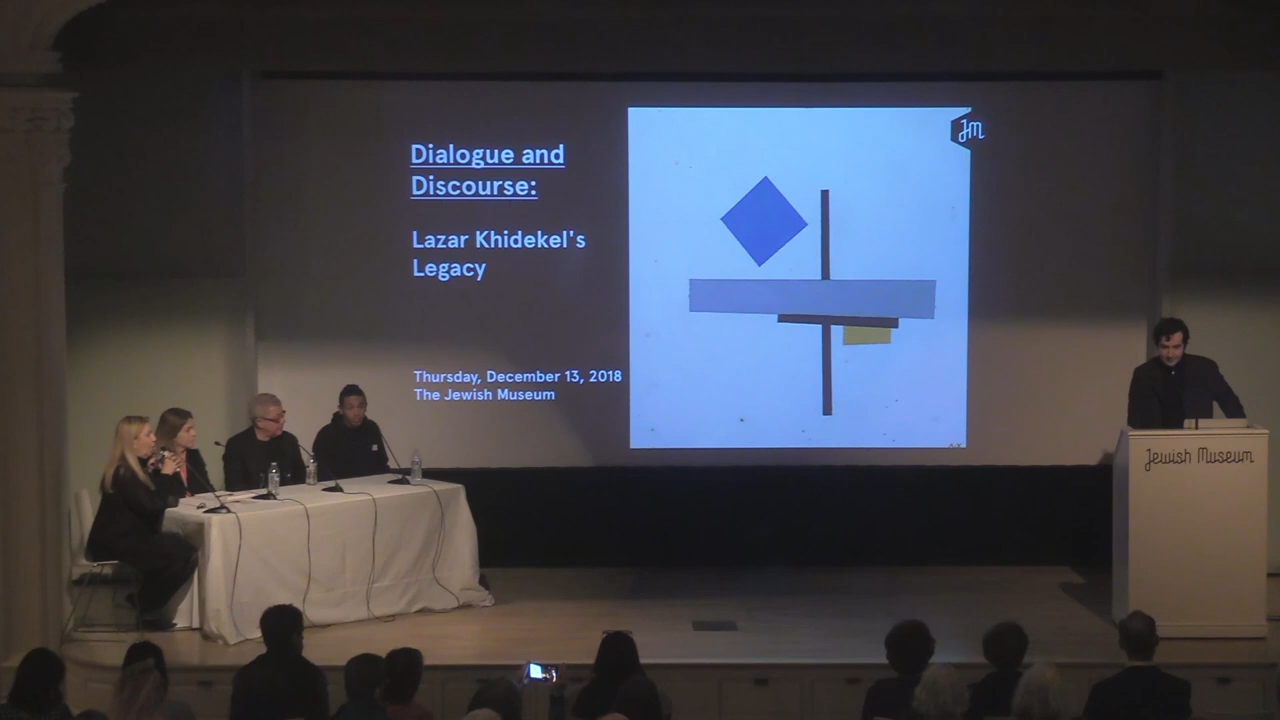 Dialogue and
Discourse:
Lazar Khidekel's
Legacy
Thursday, December 13, 2018
The Jewish Museum
JM
Jewish Museum